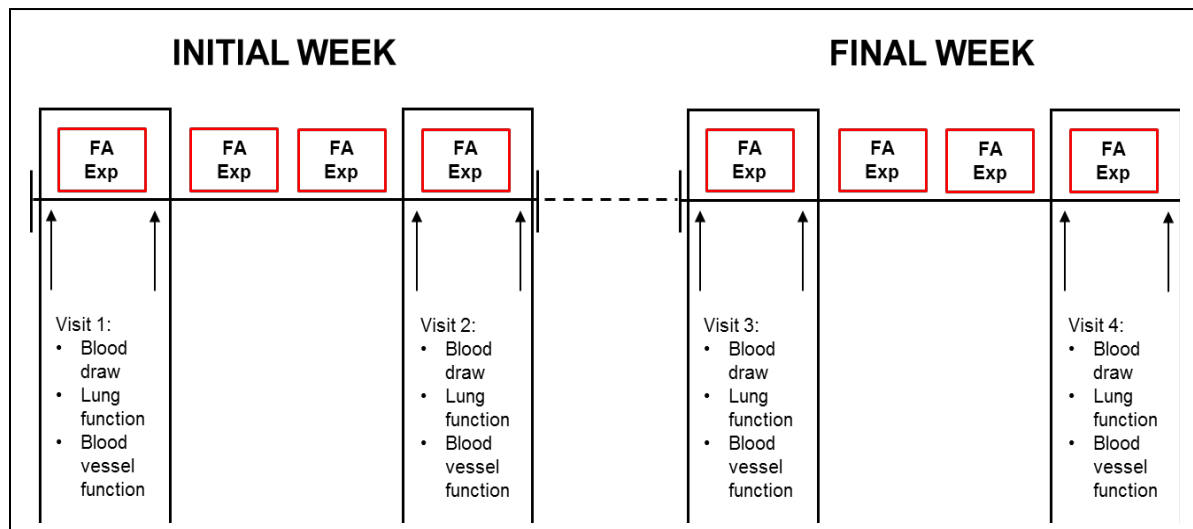 INITIAL WEEK
FINAL WEEK
FA
Exp
FA
Exp
FA
Exp
FA
Exp
FA
Exp
FA
Exp
FA
Exp
FA
Exp
Visit 1:
• Blood
draw
• Lung
function
• Blood
vessel
function
Visit 2:
• Blood
draw
• Lung
function
• Blood
vessel
function
Visit 3:
• Blood
draw
• Lung
function
• Blood
vessel
function
Visit 4:
• Blood
draw
• Lung
function
• Blood
vessel
function